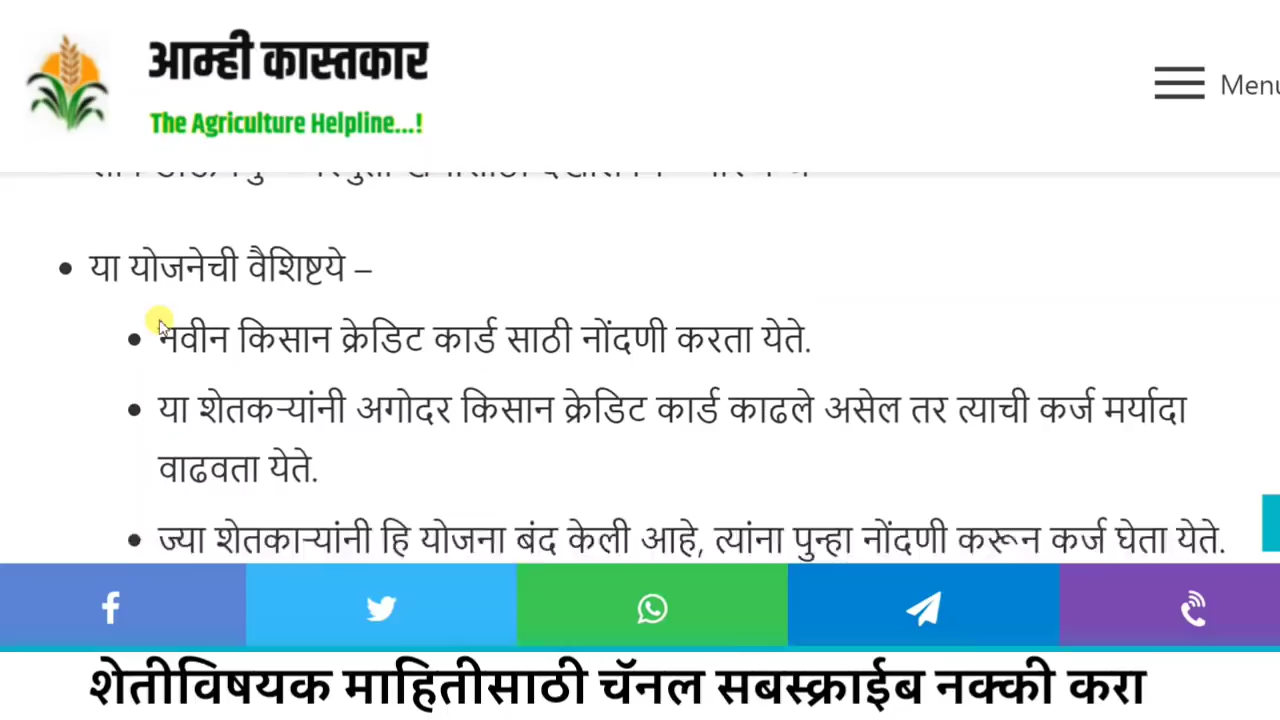 आम्ही कास्तकार
The Agriculture Helpline...!
Menu
या योजनेची वैशिष्टये –
नवीन किसान क्रेडिट कार्ड साठी नोंदणी करता येते.
या शेतकऱ्यांनी अगोदर किसान क्रेडिट कार्ड काढले असेल तर त्याची कर्ज मर्यादा
वाढवता येते.
ज्या शेतकाऱ्यांनी हि योजना बंद केली आहे, त्यांना पुन्हा नोंदणी करून कर्ज घेता येते.
शेतीविषयक माहितीसाठी चॅनल सबस्क्राईब नक्की करा